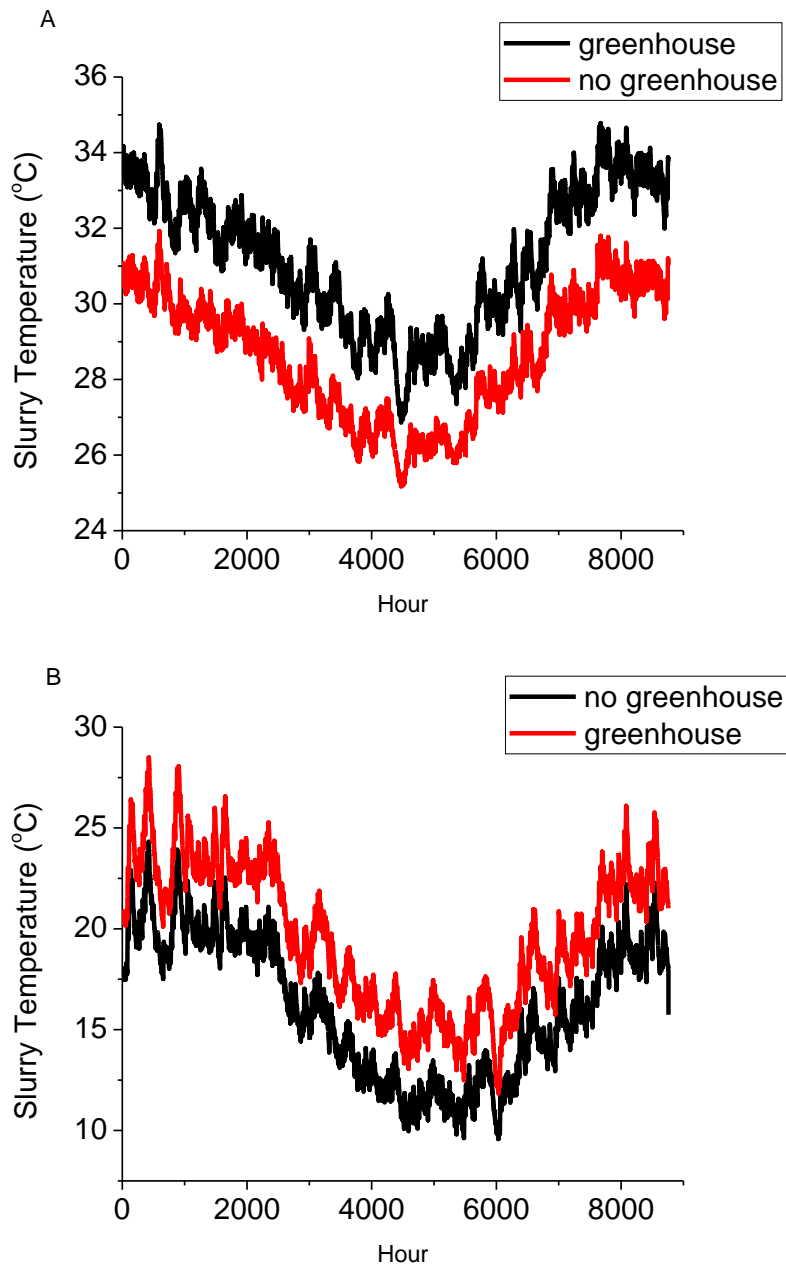 A
greenhouse
no greenhouse
36
34
32
30
28
26
24
Slurry Temperature (°C)
0 2000 4000 6000 8000
Hour
B
no greenhouse
greenhouse
30
25
20
15
10
Slurry Temperature (°C)
0 2000 4000 6000 8000
Hour